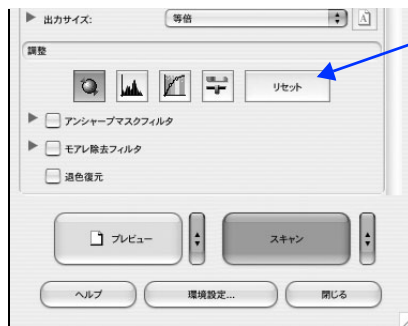 出力サイズ: 等倍 A
調整
リセット
アンシャープマスクフィルタ
モアレ除去フィルタ
退色復元
プレビュー スキャン
ヘルプ 環境設定... 閉じる